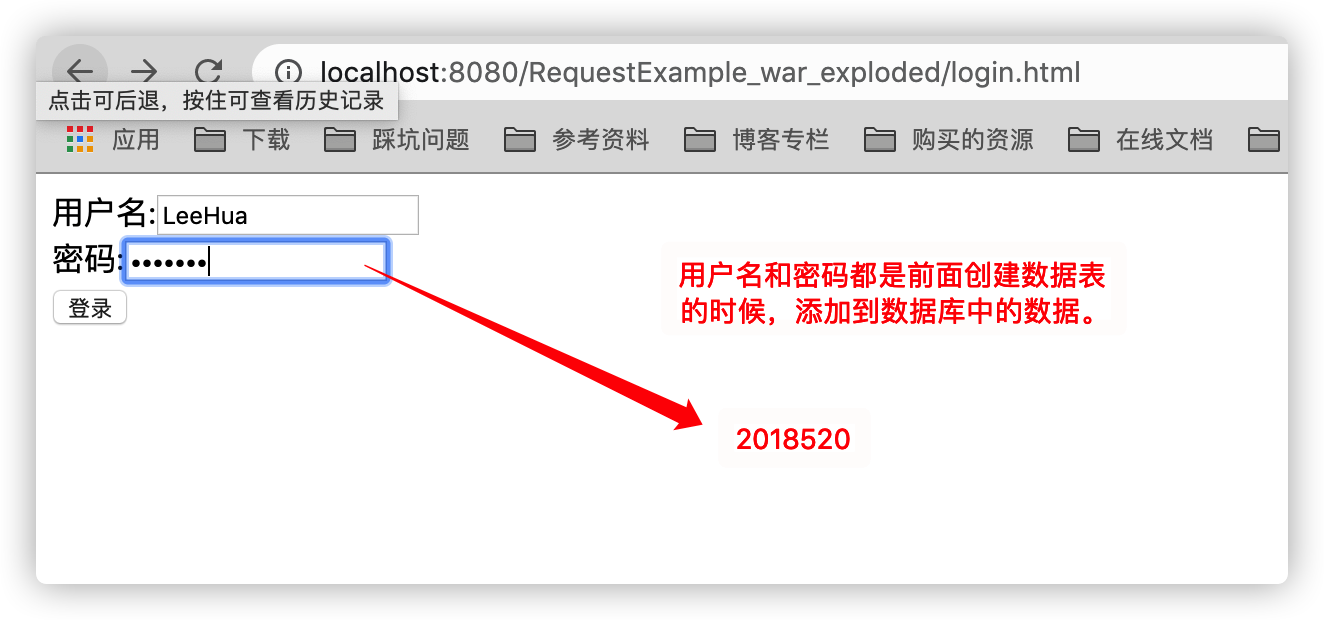 localhost:8080/RequestExample_war_exploded/login.html
点击可后退，按住可查看历史记录
应用 下载 踩坑问题 参考资料 博客专栏 购买的资源 在线文档
用户名:LeeHua
密码:•••••••
登录
用户名和密码都是前面创建数据表
的时候，添加到数据库中的数据。
2018520